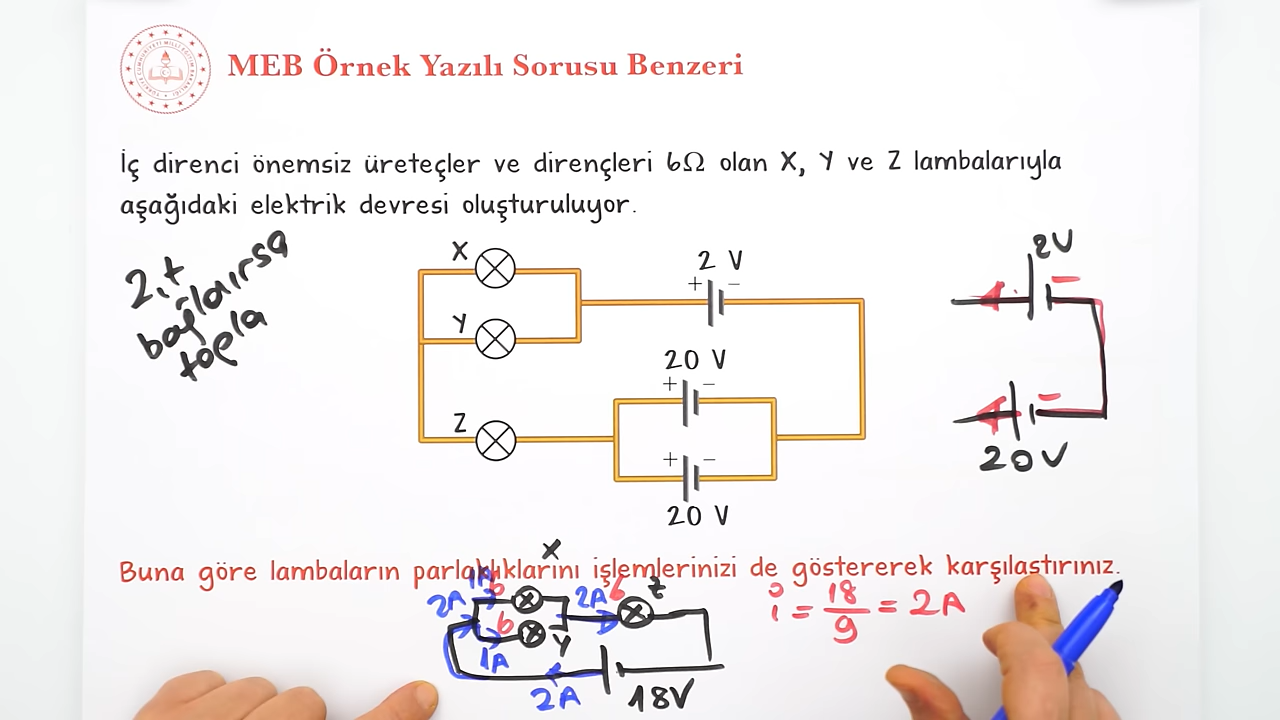 MEB Örnek Yazılı Sorusu Benzeri
İç direnci önemsiz üreteçler ve dirençleri 6Ω olan X, Y ve Z lambalarıyla
aşağıdaki elektrik devresi oluşturuluyor.
2.t
bağlanırsa
topla
X
2 V
+ −
Y
20 V
+ −
Z
+ −
20 V
2V
−
−
20V
Buna göre lambaların parlaklıklarını işlemlerinizi de göstererek karşılaştırınız.
X
1A 6
2A
6
Y
1A
2A 6
Z
2A
18V
i = 18/9 = 2A